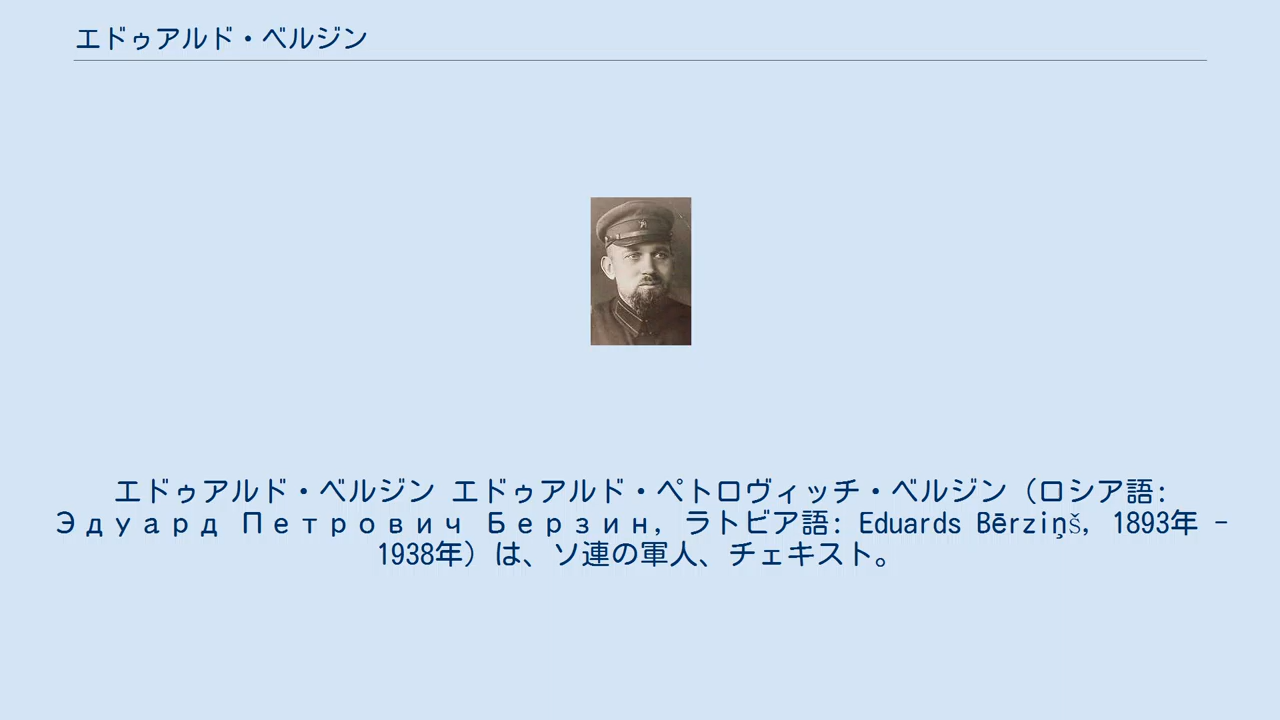 エドゥアルド・ベルジン
エドゥアルド・ベルジン エドゥアルド・ペトロヴィッチ・ベルジン（ロシア語:
Эдуард Петрович Берзин, ラトビア語: Eduards Bērziņš, 1893年 -
1938年）は、ソ連の軍人、チェキスト。